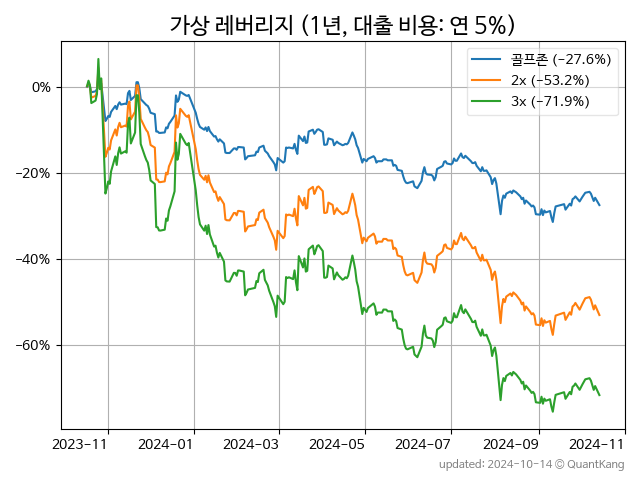 가상 레버리지 (1년, 대출 비용: 연 5%)
골프존 (−27.6%)
2x (−53.2%)
3x (−71.9%)
0%
−20%
−40%
−60%
2023−11 2024−01 2024−03 2024−05 2024−07 2024−09 2024−11
updated: 2024-10-14 © QuantKang